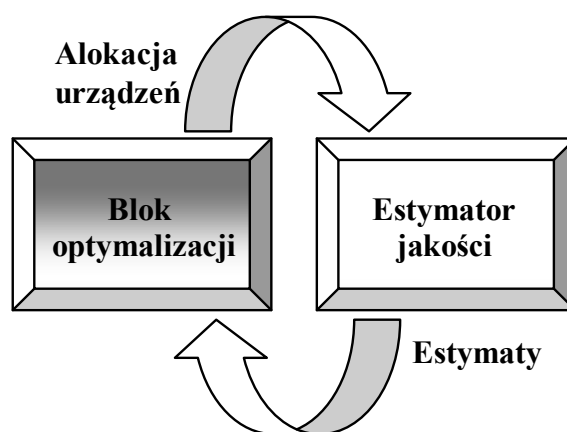 Alokacja
urządzeń
Blok
optymalizacji
Estymator
jakości
Estymaty